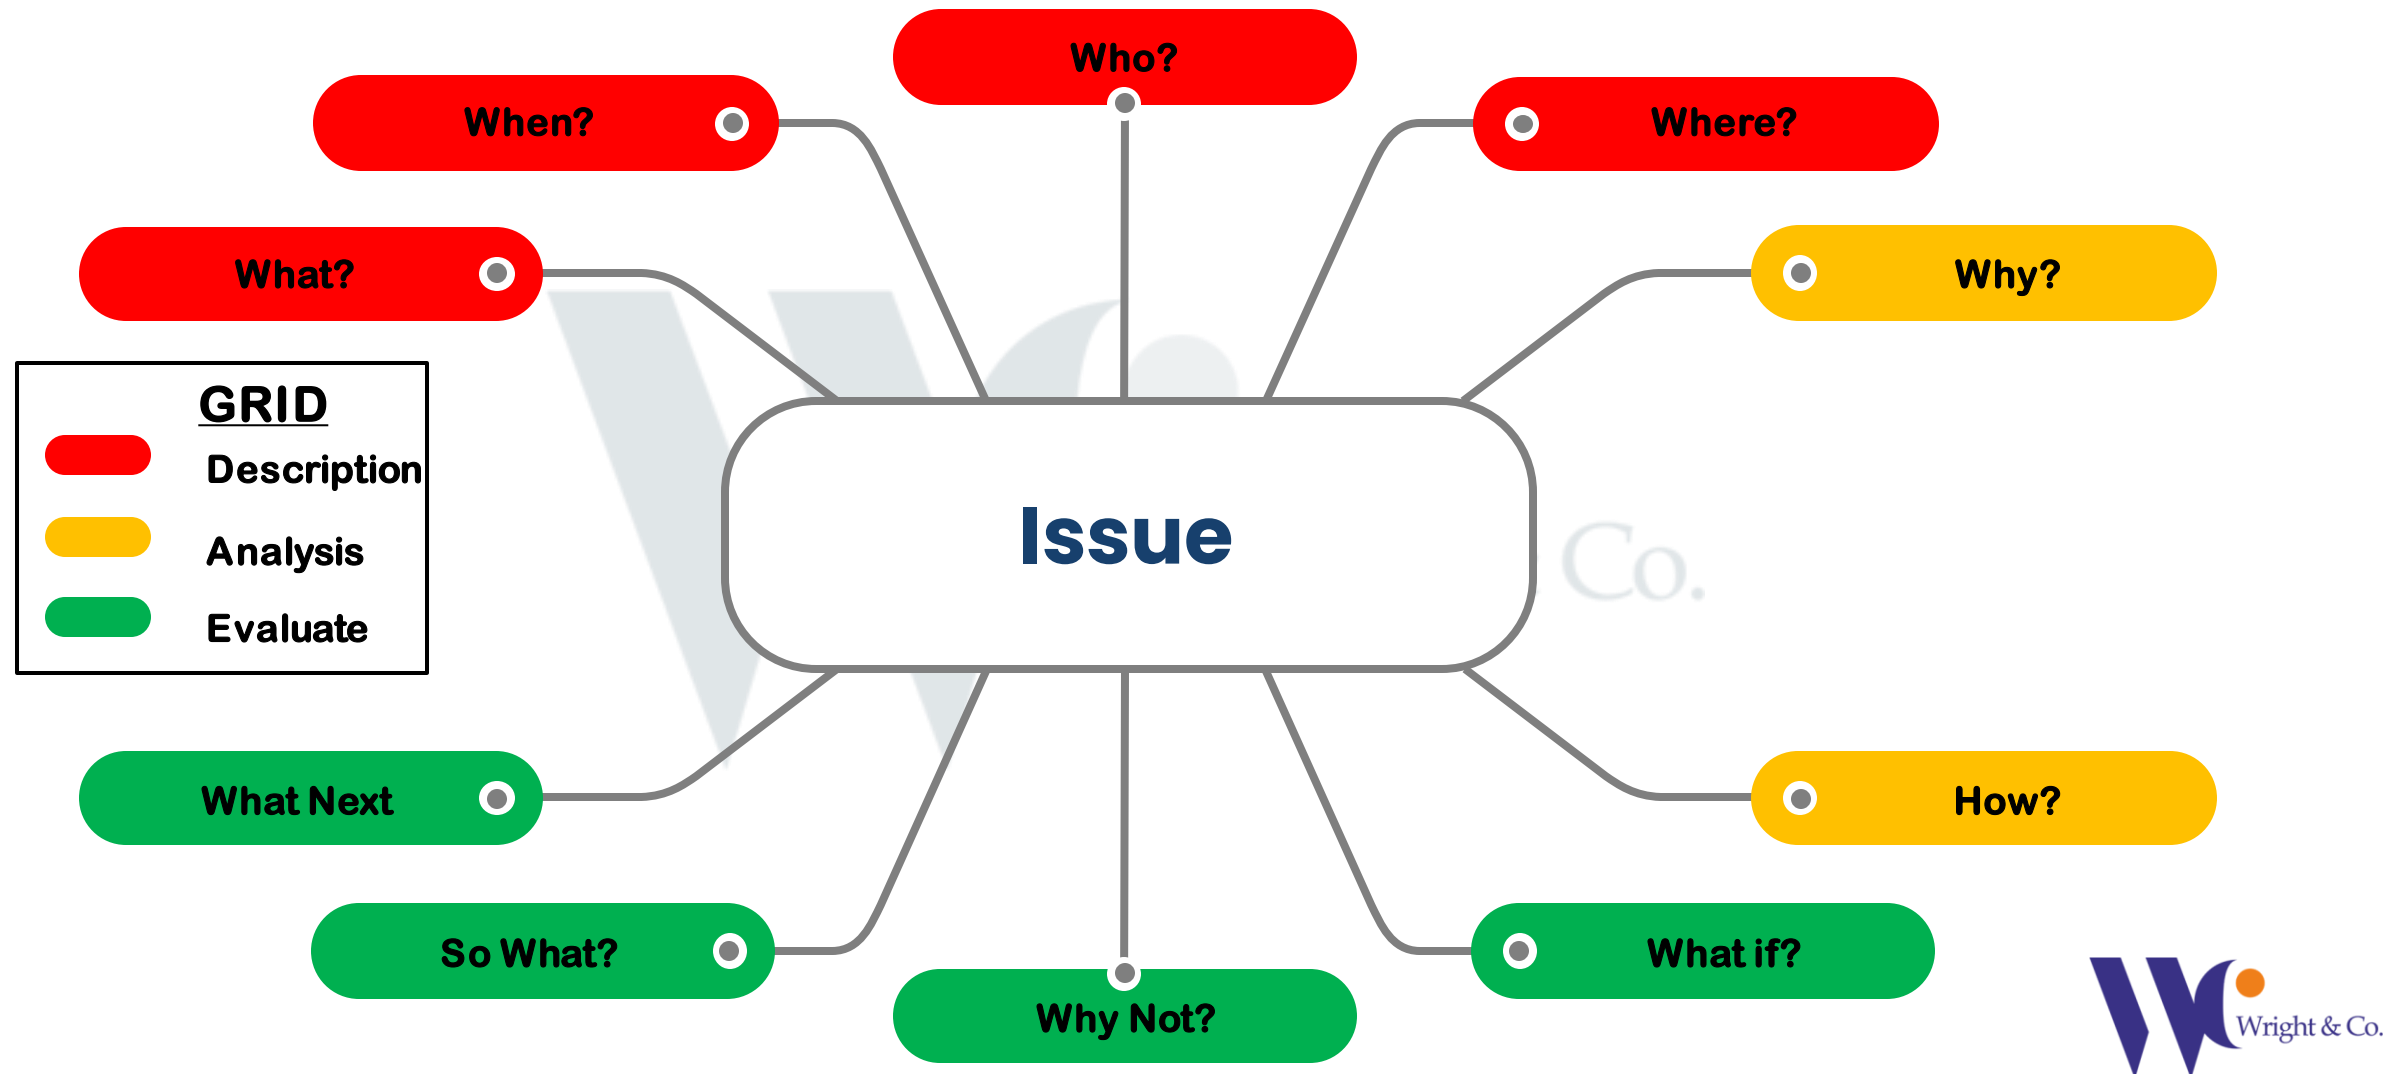 Who?
When?
Where?
What?
Why?
GRID
Description
Analysis
Evaluate
Issue
Co.
What Next
How?
So What?
What if?
Why Not?
Wright & Co.